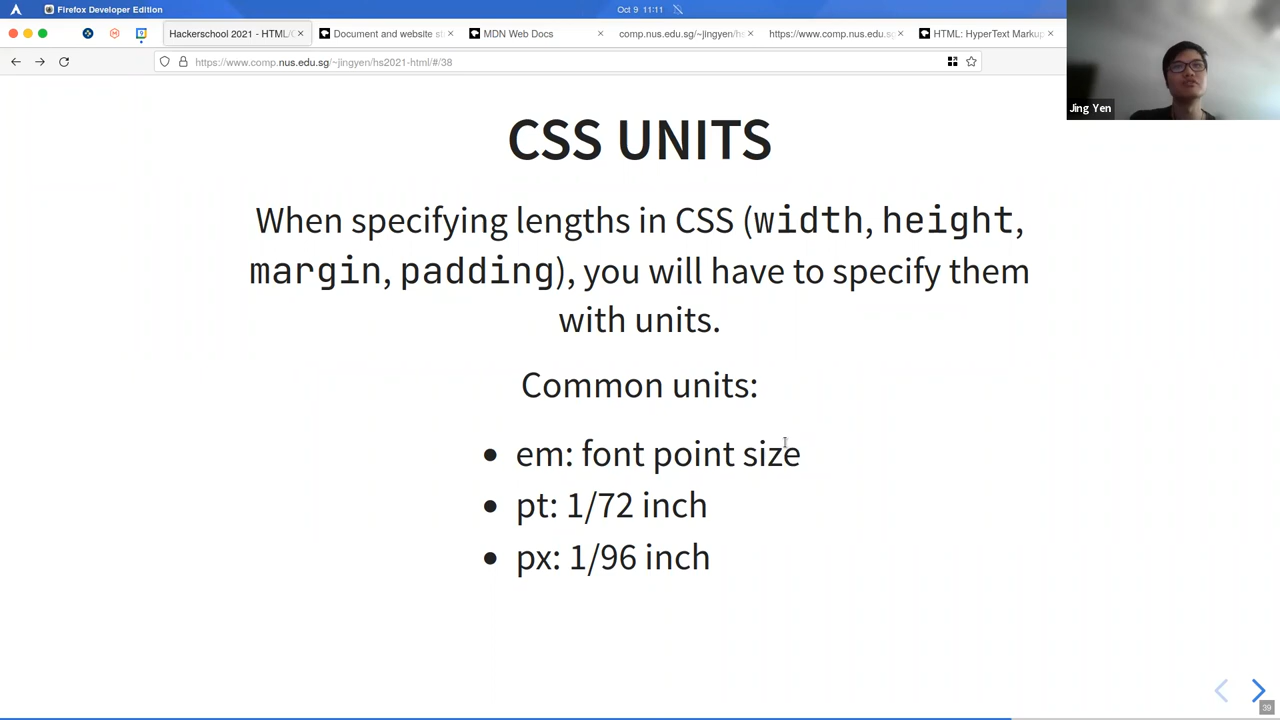 Firefox Developer Edition
Oct 9 11:11
Hackerschool 2021 - HTML/
Document and website s
MDN Web Docs
comp.nus.edu.sg/~jingyen/hs
https://www.comp.nus.edu.sg
HTML: HyperText Markup
https://www.comp.nus.edu.sg/~jingyen/hs2021-html/#/38
Jing Yen
CSS UNITS
When specifying lengths in CSS (width, height,
margin, padding), you will have to specify them
with units.
Common units:
• em: font point size
• pt: 1/72 inch
• px: 1/96 inch
39